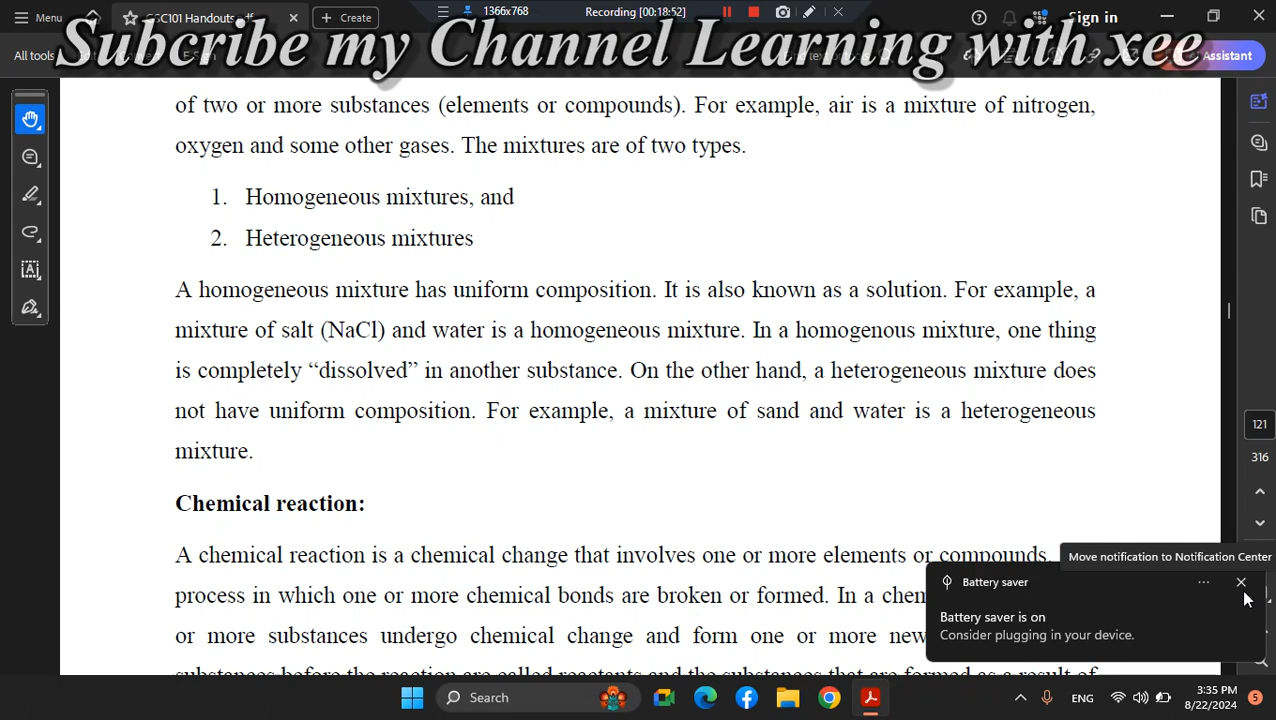 Menu
GSC101 Handouts.pdf
Create
1366x768
Recording [00:18:52]
Sign in
Subcribe my Channel Learning with xee
All tools
Assistant
of two or more substances (elements or compounds). For example, air is a mixture of nitrogen,
oxygen and some other gases. The mixtures are of two types.
1. Homogeneous mixtures, and
2. Heterogeneous mixtures
A homogeneous mixture has uniform composition. It is also known as a solution. For example, a
mixture of salt (NaCl) and water is a homogeneous mixture. In a homogenous mixture, one thing
is completely “dissolved” in another substance. On the other hand, a heterogeneous mixture does
not have uniform composition. For example, a mixture of sand and water is a heterogeneous
mixture.
121
316
Chemical reaction:
A chemical reaction is a chemical change that involves one or more elements or compounds.
Move notification to Notification Center
process in which one or more chemical bonds are broken or formed. In a chem
or more substances undergo chemical change and form one or more new
substances before the reaction are called reactants and the substances that are formed as a result of
Battery saver
Battery saver is on
Consider plugging in your device.
Search
ENG
3:35 PM
8/22/2024
5